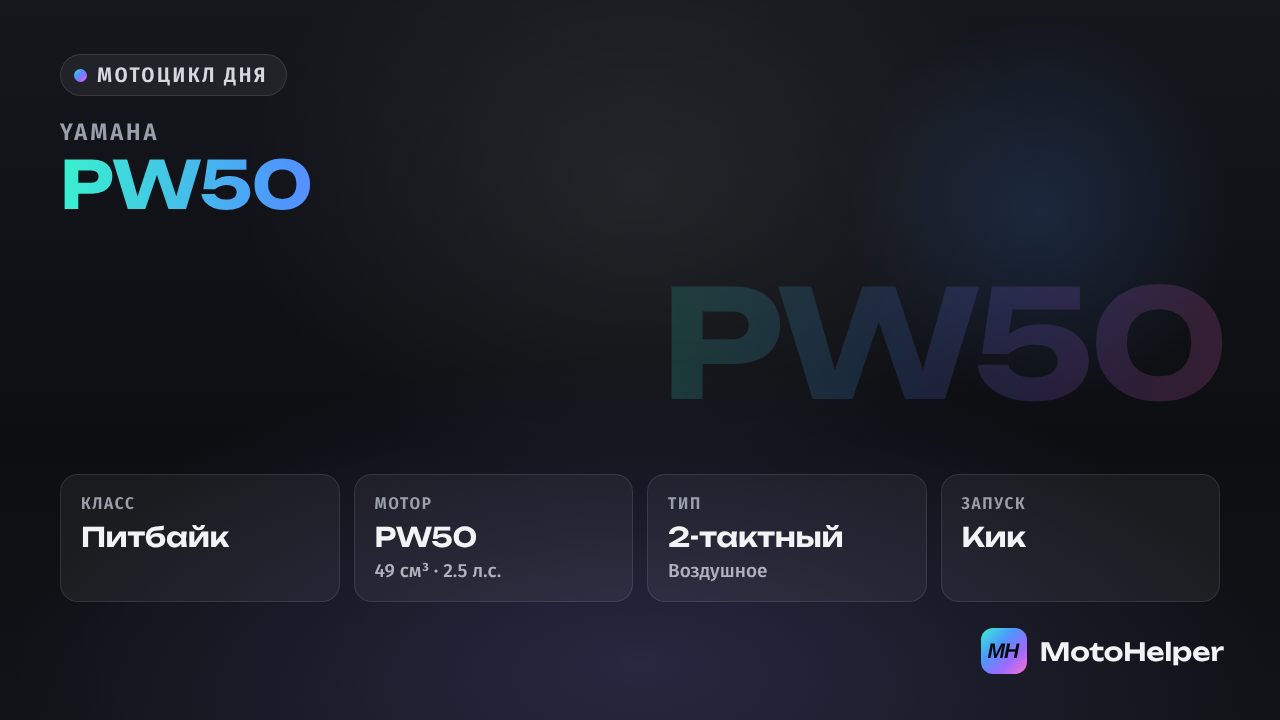 МОТОЦИКЛ ДНЯ
YAMAHA
PW50
PW50
КЛАСС
Питбайк
МОТОР
PW50
49 см³ · 2.5 л.с.
ТИП
2-тактный
Воздушное
ЗАПУСК
Кик
MH MotoHelper